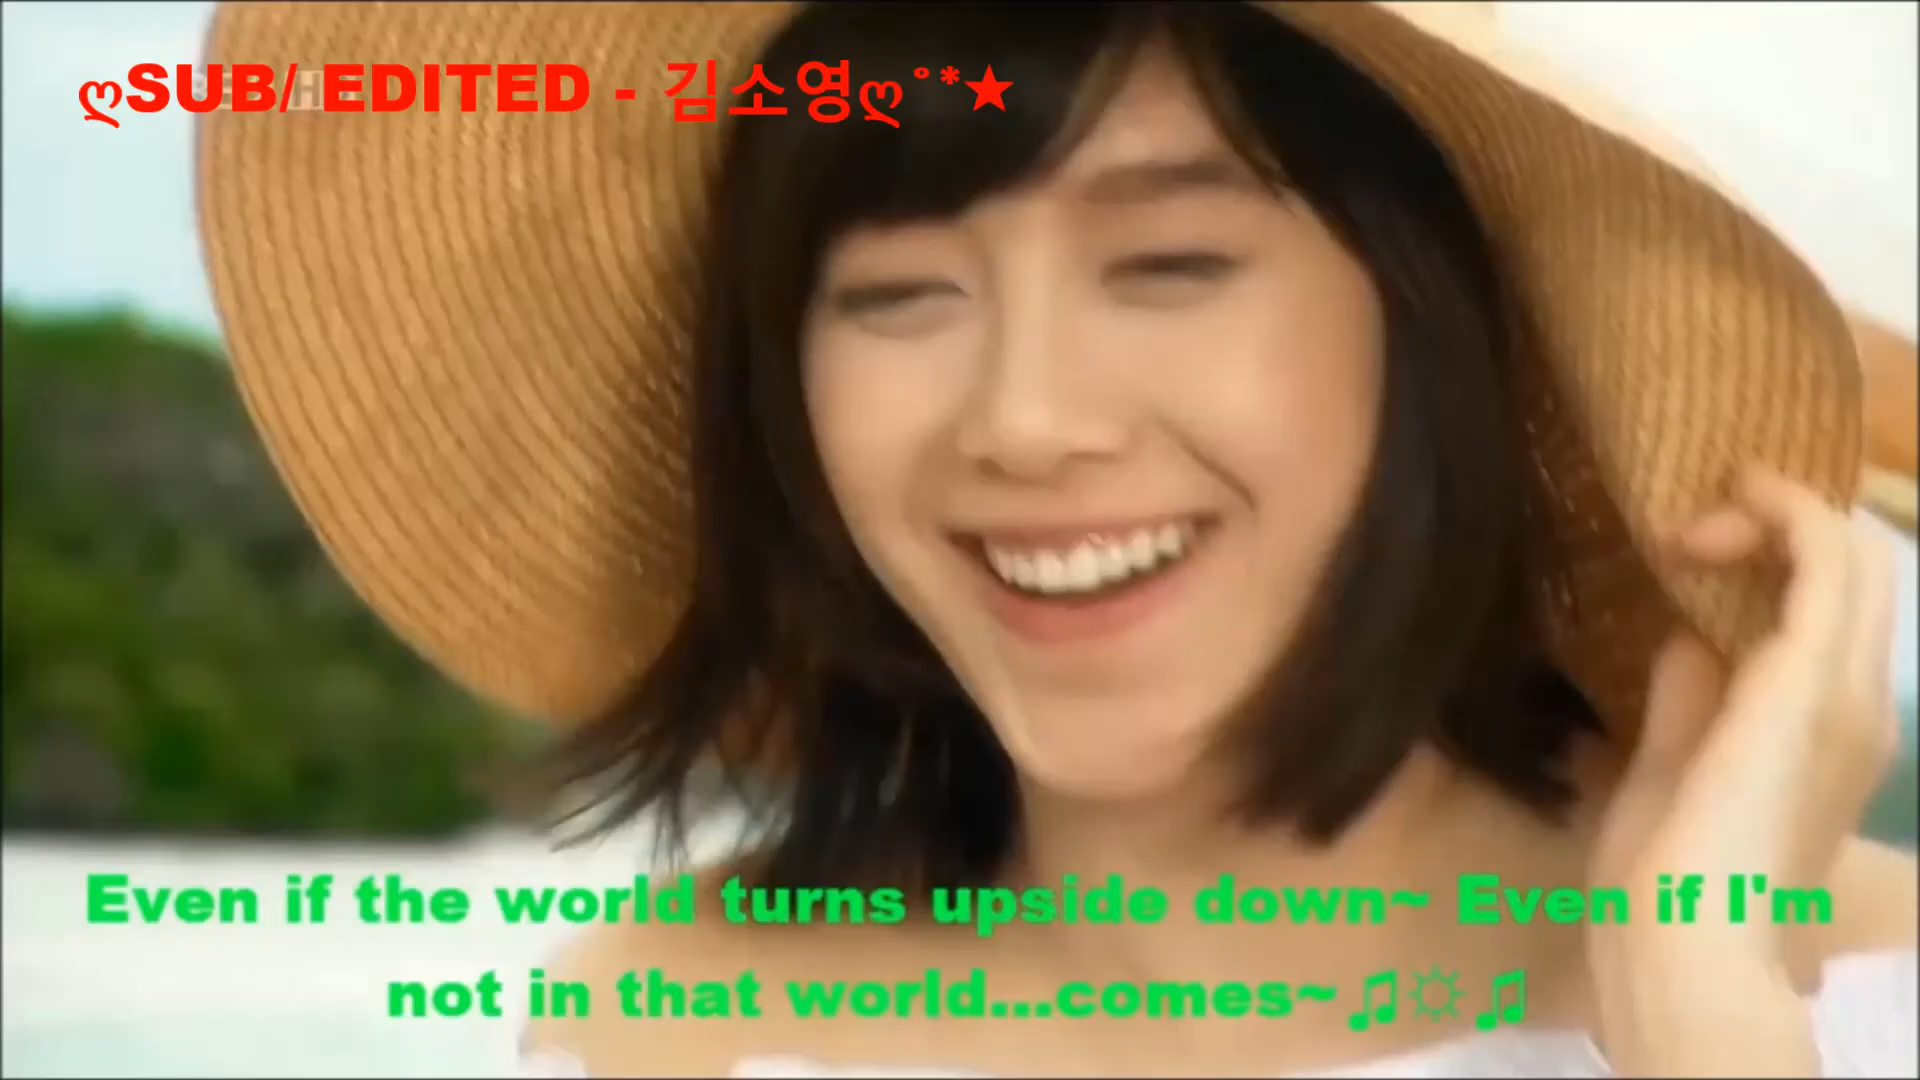 ღSUB/ EDITED - 김소영ღ˚*★
Even if the world turns upside down~ Even if I'm
not in that world...comes~♫☼♫